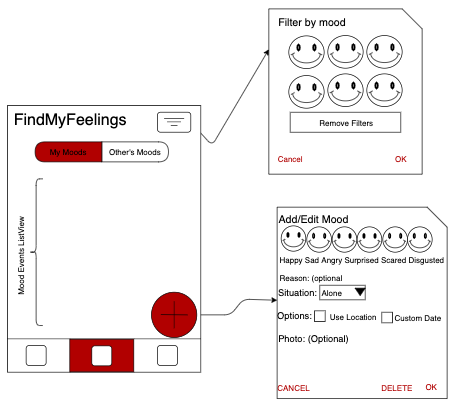 Filter by mood
Remove Filters
Cancel OK
FindMyFeelings
My Moods Other's Moods
Mood Events ListView
Add/Edit Mood
Happy Sad Angry Surprised Scared Disgusted
Reason: (optional
Situation: Alone
Options: Use Location Custom Date
Photo: (Optional)
CANCEL DELETE OK